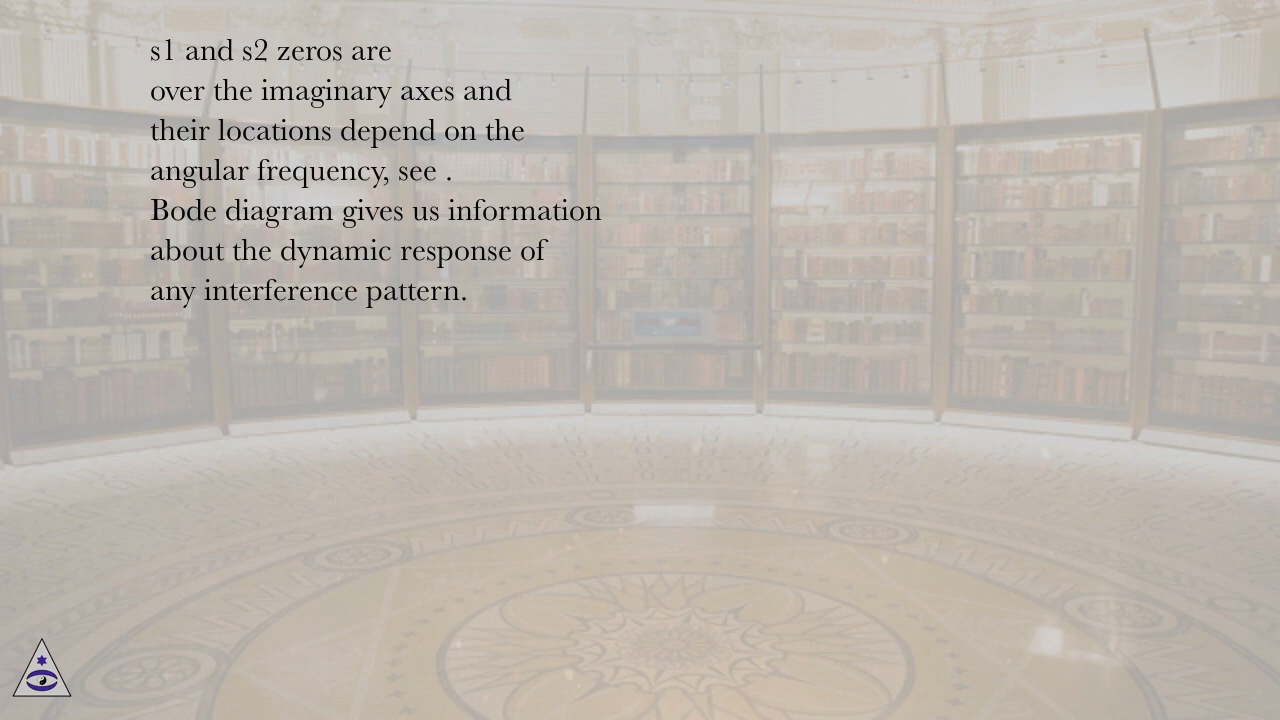 s1 and s2 zeros are
over the imaginary axes and
their locations depend on the
angular frequency, see .
Bode diagram gives us information
about the dynamic response of
any interference pattern.